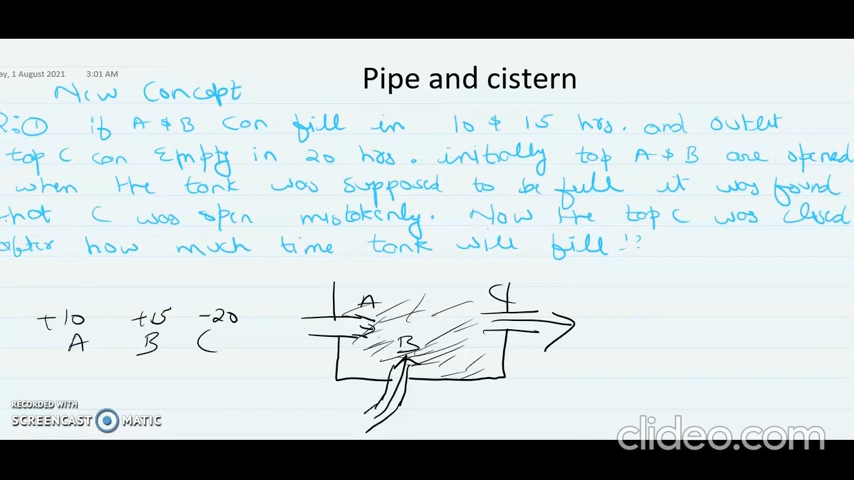 ay, 1 August 2021 3:01 AM
Pipe and cistern
New Concept
Q:① if A & B Can fill in 10 & 15 hrs. and outlet
tap C can Empty in 20 hrs. initially tap A & B are opened
when the tank was supposed to be full it was found
that C was open mistakenly. Now the tap C was closed
after how much time tank will fill !?
+10 +15 -20
A B C
A
C
B
RECORDED WITH
SCREENCAST MATIC
clideo.com